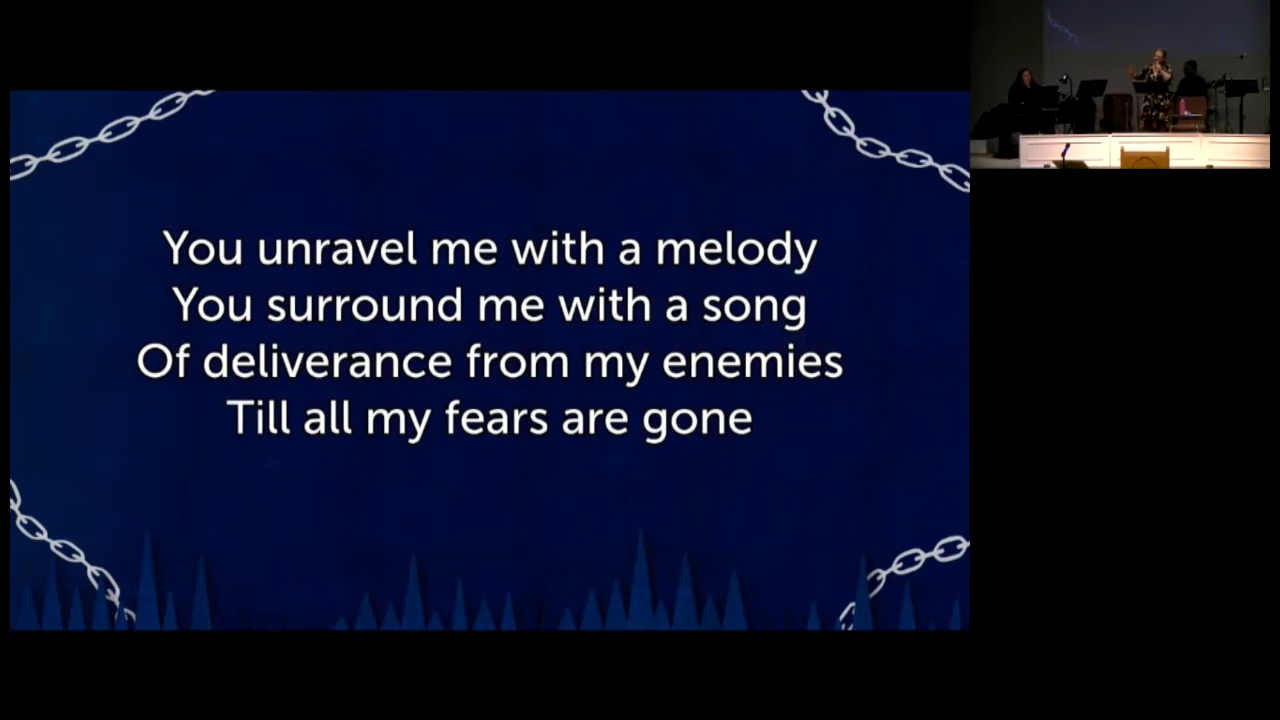 You unravel me with a melody
You surround me with a song
Of deliverance from my enemies
Till all my fears are gone